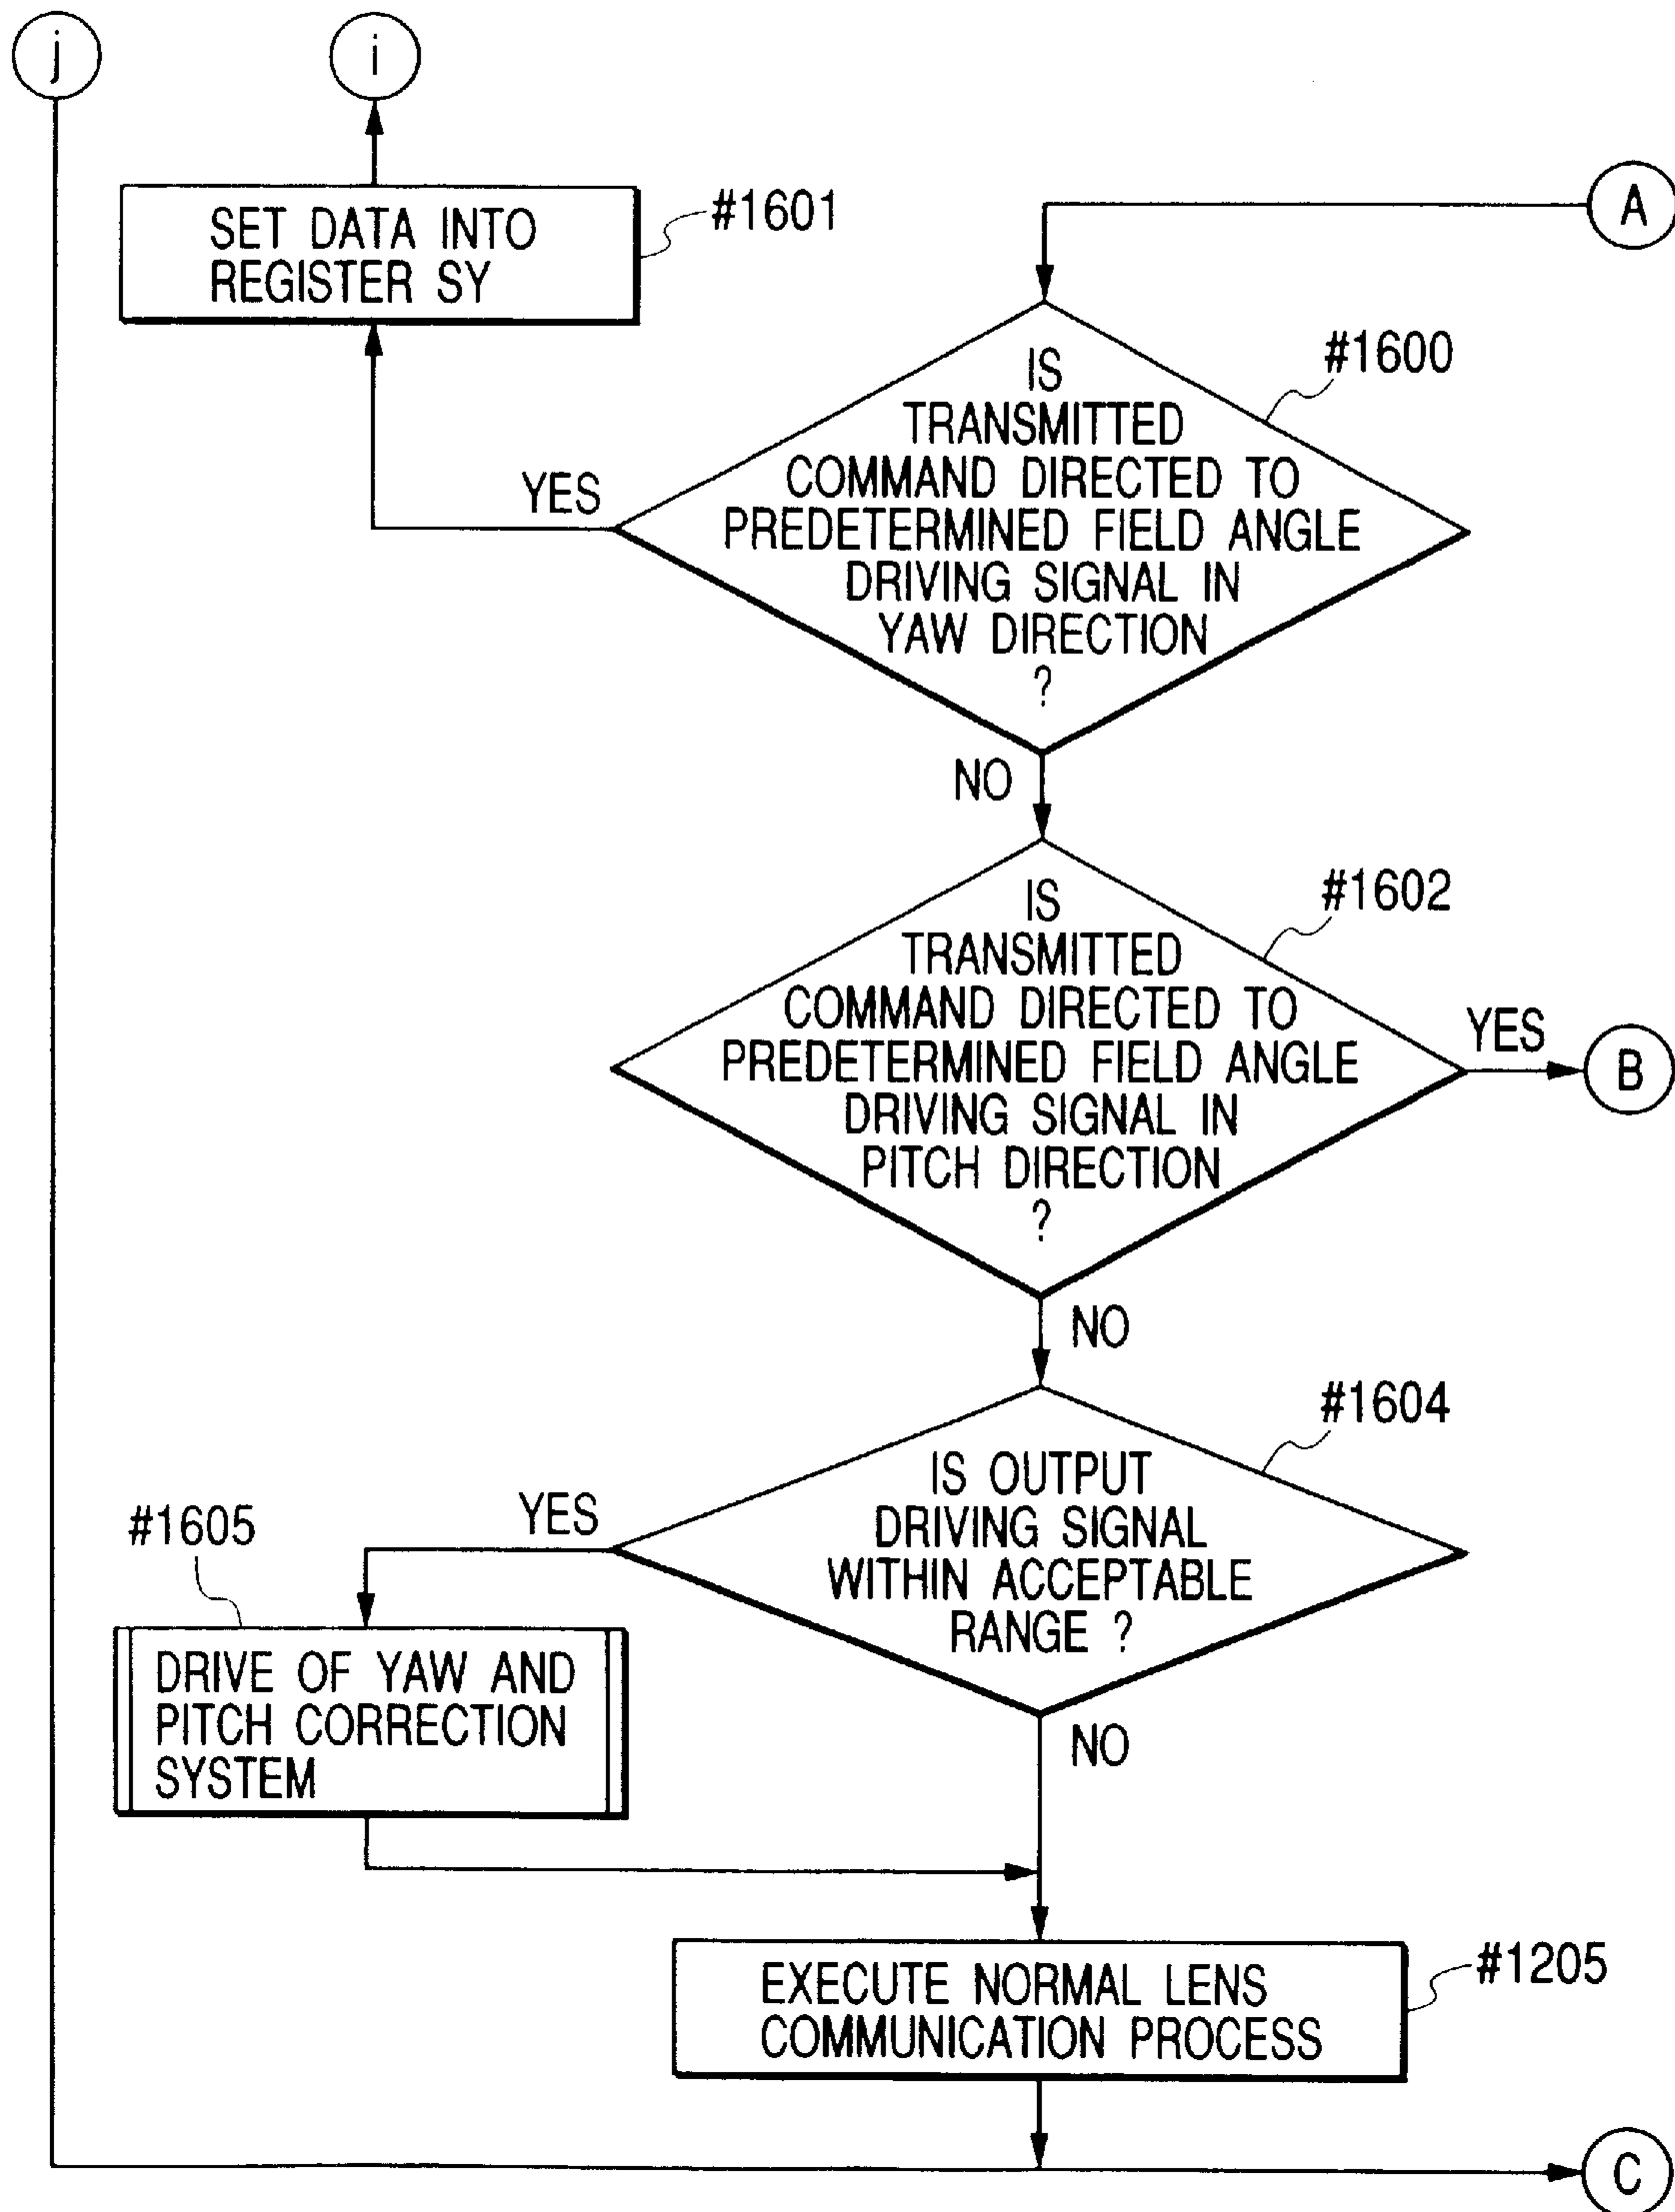 j
i
SET DATA INTO
REGISTER SY
#1601
A
#1600
IS
TRANSMITTED
COMMAND DIRECTED TO
PREDETERMINED FIELD ANGLE
DRIVING SIGNAL IN
YAW DIRECTION
?
YES
NO
#1602
IS
TRANSMITTED
COMMAND DIRECTED TO
PREDETERMINED FIELD ANGLE
DRIVING SIGNAL IN
PITCH DIRECTION
?
YES
B
NO
#1604
IS OUTPUT
DRIVING SIGNAL
WITHIN ACCEPTABLE
RANGE ?
YES
#1605
DRIVE OF YAW AND
PITCH CORRECTION
SYSTEM
NO
EXECUTE NORMAL LENS
COMMUNICATION PROCESS
#1205
C